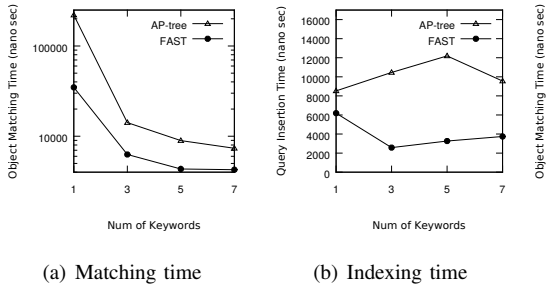 Object Matching Time (nano sec)
100000
10000
AP-tree
FAST
1 3 5 7
Num of Keywords
(a) Matching time
Query Insertion Time (nano sec)
16000
14000
12000
10000
8000
6000
4000
2000
0
AP-tree
FAST
1 3 5 7
Num of Keywords
(b) Indexing time
Object Matching Time (nano sec)